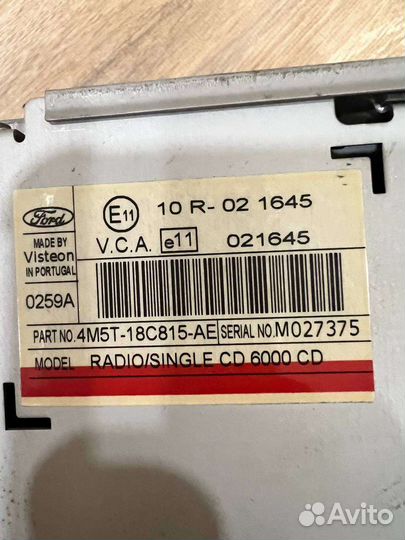 Ford
E11 10 R- 02 1645
MADE BY
Visteon
IN PORTUGAL
V.C.A. e11 021645
0259A
PART NO. 4M5T-18C815-AE SERIAL NO. M027375
MODEL RADIO/SINGLE CD 6000 CD
Avito